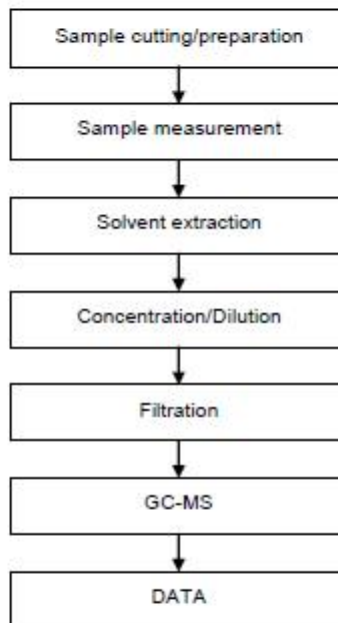 Sample cutting/preparation
Sample measurement
Solvent extraction
Concentration/Dilution
Filtration
GC-MS
DATA